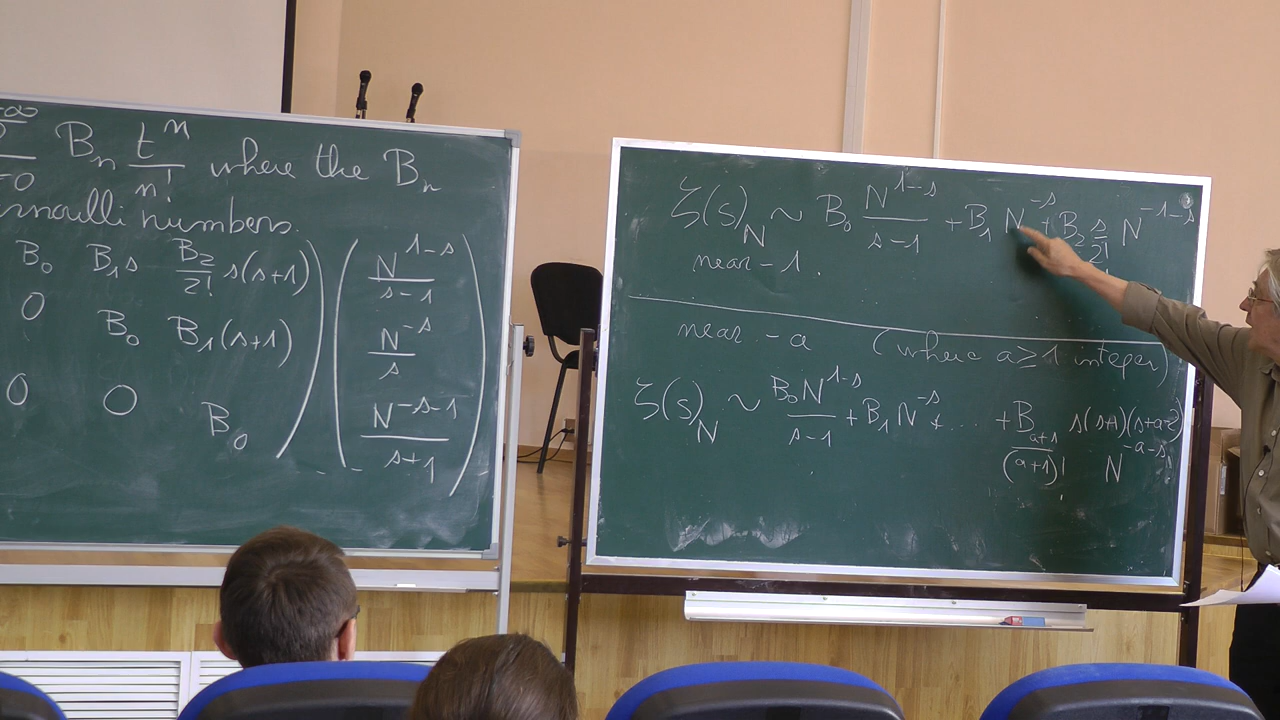 B_n t^n / n! where the B_n
rnoulli numbers.
B_0 B_1 s B_2/2! s(s+1) ) ( N^{1-s}/(s-1)
0 B_0 B_1(s+1) N^{-s}/s
0 0 B_0 N^{-s-1}/(s+1) )
ζ(s)_N ~ B_0 N^{1-s}/(s-1) + B_1 N^{-s} + B_2 s/2! N^{-1-s}
near -1.
near -a (where a ≥ 1 integer)
ζ(s)_N ~ B_0 N^{1-s}/(s-1) + B_1 N^{-s} + .... + B_{a+1}/(a+1)! s(s+1)(s+a-2)
N^{-a-s}